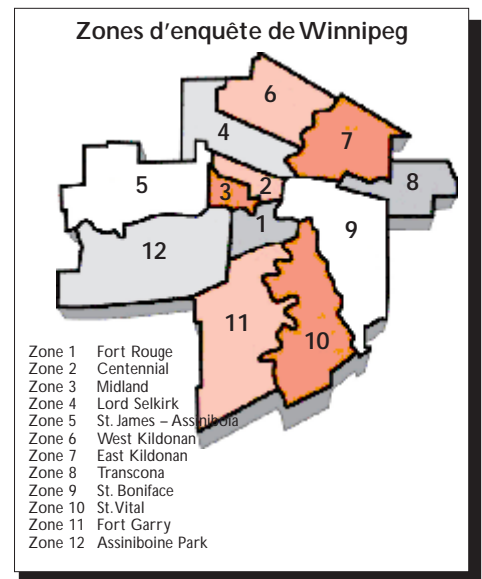 Zones d'enquête de Winnipeg
6
4
7
5
3
2
8
1
9
12
11
10
Zone 1 Fort Rouge
Zone 2 Centennial
Zone 3 Midland
Zone 4 Lord Selkirk
Zone 5 St. James – Assiniboia
Zone 6 West Kildonan
Zone 7 East Kildonan
Zone 8 Transcona
Zone 9 St. Boniface
Zone 10 St. Vital
Zone 11 Fort Garry
Zone 12 Assiniboine Park